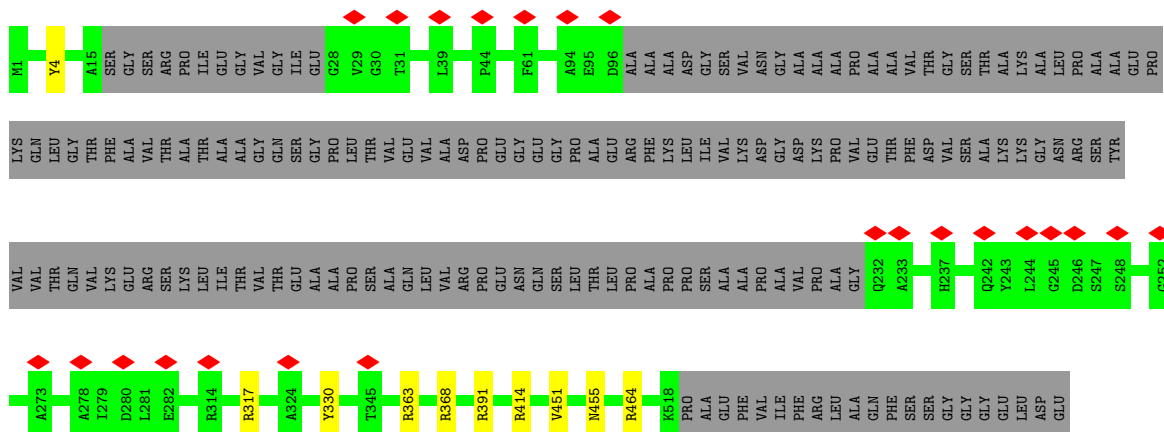 M1 Y4 A15 SER GLY SER ARG PRO ILE GLU GLY VAL GLY ILE GLU G28 V29 G30 T31 L39 P44 F61 A94 E95 D96 ALA ALA ALA ASP GLY SER VAL ASN GLY ALA ALA ALA PRO ALA ALA VAL THR GLY SER THR ALA LYS ALA LEU PRO ALA ALA GLU PRO
LYS GLN LEU GLY THR PHE ALA VAL THR ALA THR ALA ALA GLY GLN SER GLY PRO LEU THR VAL GLU VAL ALA ASP PRO GLU GLY GLU GLY PRO ALA GLU ARG PHE LYS LEU ILE VAL LYS ASP GLY ASP LYS PRO VAL GLU THR PHE ASP VAL SER ALA LYS LYS GLY ASN ARG SER TYR
VAL VAL THR GLN VAL LYS GLU ARG SER LYS LEU ILE THR VAL THR GLU ALA ALA PRO SER ALA GLN LEU VAL ARG PRO GLU ASN GLN SER LEU THR LEU PRO ALA PRO PRO SER ALA ALA PRO ALA VAL PRO ALA GLY Q232 A233 H237 Q242 Y243 L244 G245 D246 S247 S248 G252
A273 A278 I279 D280 L281 E282 R314 R317 A324 Y330 T345 R363 R368 R391 R414 V451 N455 R464 K518 PRO ALA GLU PHE VAL ILE PHE ARG LEU ALA GLN PHE SER SER GLY GLY GLY GLU LEU ASP GLU